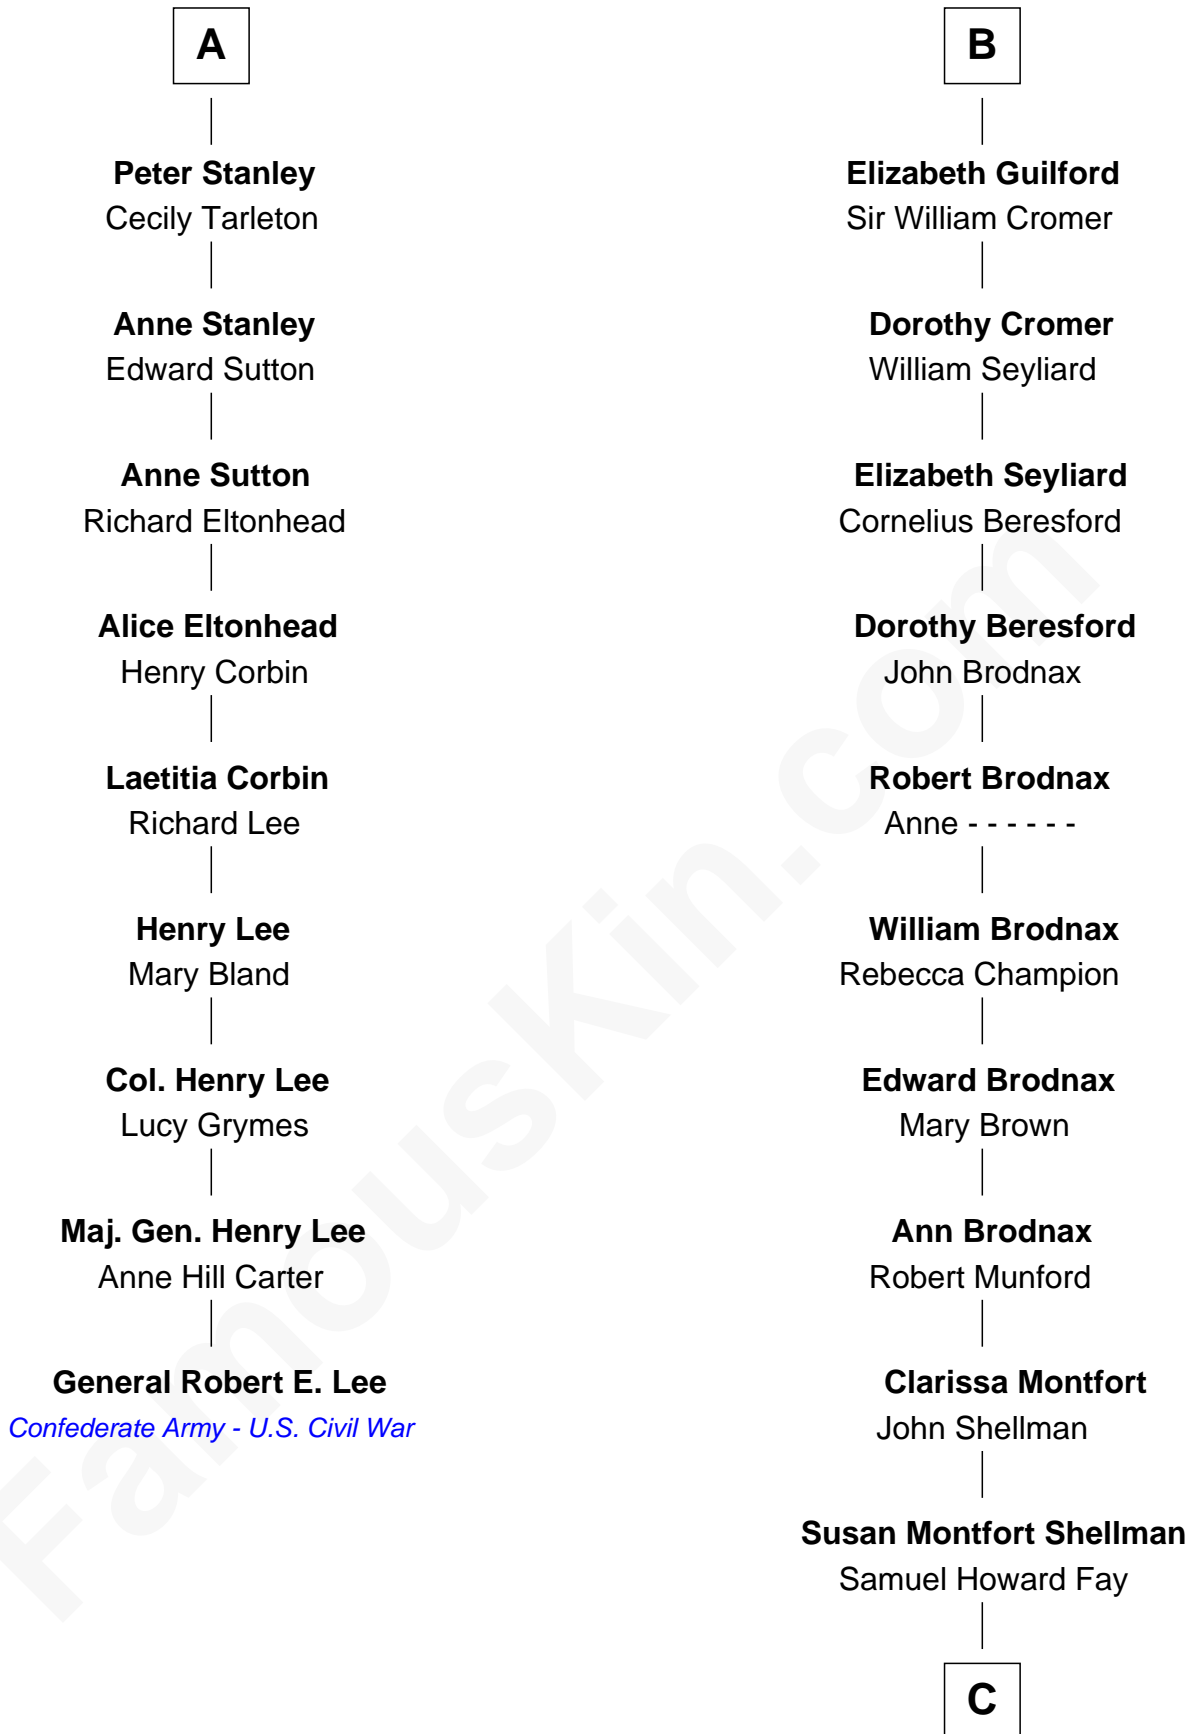 A
Peter Stanley
Cecily Tarleton
Anne Stanley
Edward Sutton
Anne Sutton
Richard Eltonhead
Alice Eltonhead
Henry Corbin
Laetitia Corbin
Richard Lee
Henry Lee
Mary Bland
Col. Henry Lee
Lucy Grymes
Maj. Gen. Henry Lee
Anne Hill Carter
General Robert E. Lee
Confederate Army - U.S. Civil War
B
Elizabeth Guilford
Sir William Cromer
Dorothy Cromer
William Seyliard
Elizabeth Seyliard
Cornelius Beresford
Dorothy Beresford
John Brodnax
Robert Brodnax
Anne - - - - - -
William Brodnax
Rebecca Champion
Edward Brodnax
Mary Brown
Ann Brodnax
Robert Munford
Clarissa Montfort
John Shellman
Susan Montfort Shellman
Samuel Howard Fay
C
FamousKin.com